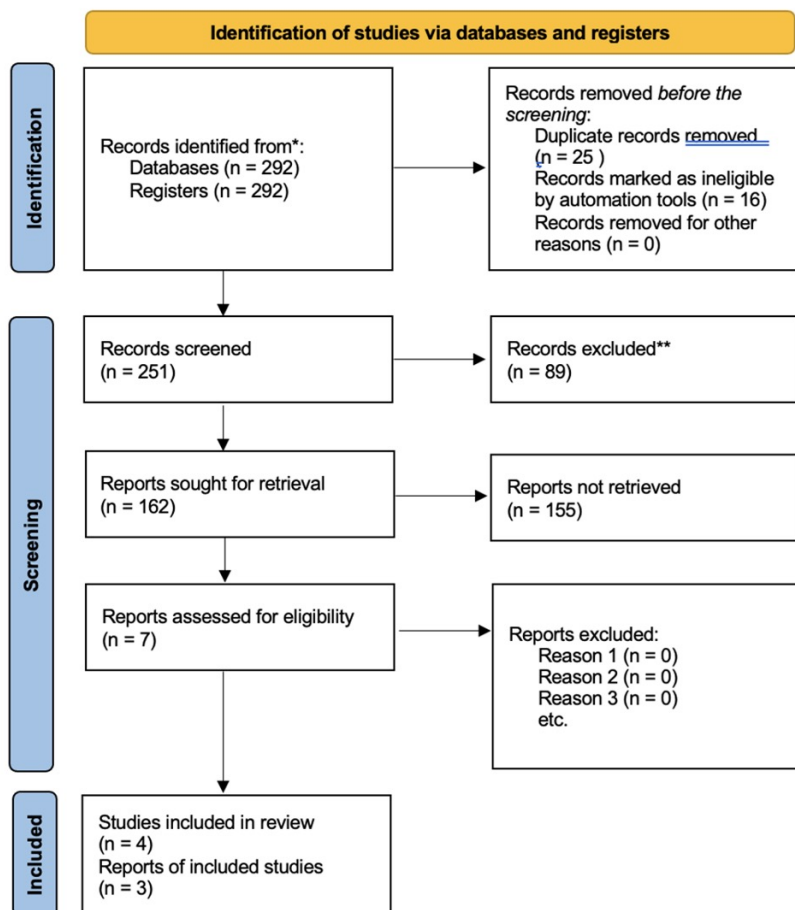 Identification of studies via databases and registers
Identification
Records identified from*:
Databases (n = 292)
Registers (n = 292)
Records removed before the
screening:
Duplicate records removed
(n = 25 )
Records marked as ineligible
by automation tools (n = 16)
Records removed for other
reasons (n = 0)
Screening
Records screened
(n = 251)
Records excluded**
(n = 89)
Reports sought for retrieval
(n = 162)
Reports not retrieved
(n = 155)
Reports assessed for eligibility
(n = 7)
Reports excluded:
Reason 1 (n = 0)
Reason 2 (n = 0)
Reason 3 (n = 0)
etc.
Included
Studies included in review
(n = 4)
Reports of included studies
(n = 3)